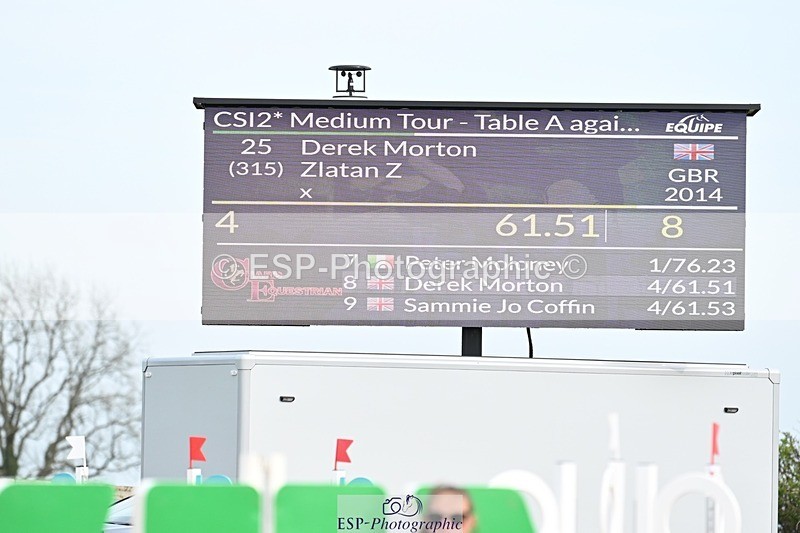 CSI2* Medium Tour - Table A agai...
EQUIPE
25 Derek Morton
(315) Zlatan Z GBR
x 2014
4 61.51 8
© ESP-Photographic ©
7 Peter Moloney 1/76.23
8 Derek Morton 4/61.51
9 Sammie Jo Coffin 4/61.53
EQUESTRIAN
ESP-Photographic